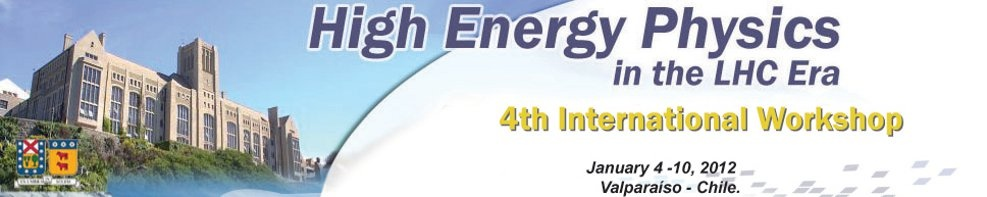 High Energy Physics
in the LHC Era
4th International Workshop
January 4 -10, 2012
Valparaíso - Chile.